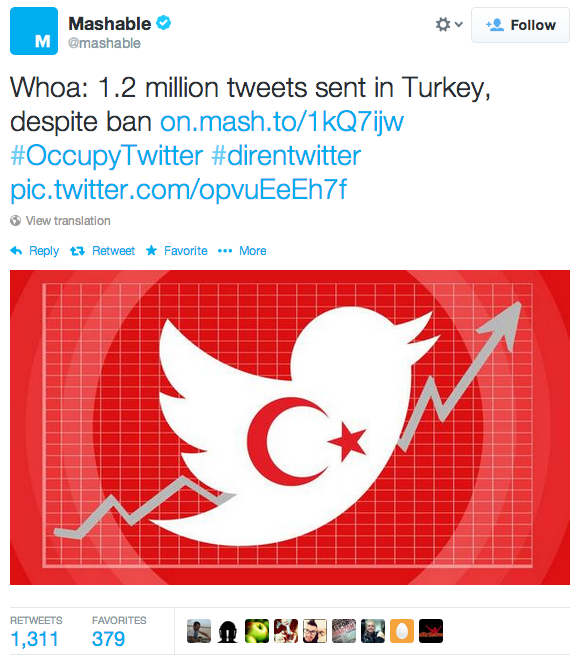 M
Mashable
@mashable
Follow
Whoa: 1.2 million tweets sent in Turkey,
despite ban on.mash.to/1kQ7ijw
#OccupyTwitter #direntwitter
pic.twitter.com/opvuEeEh7f
View translation
Reply Retweet Favorite More
RETWEETS FAVORITES
1,311 379